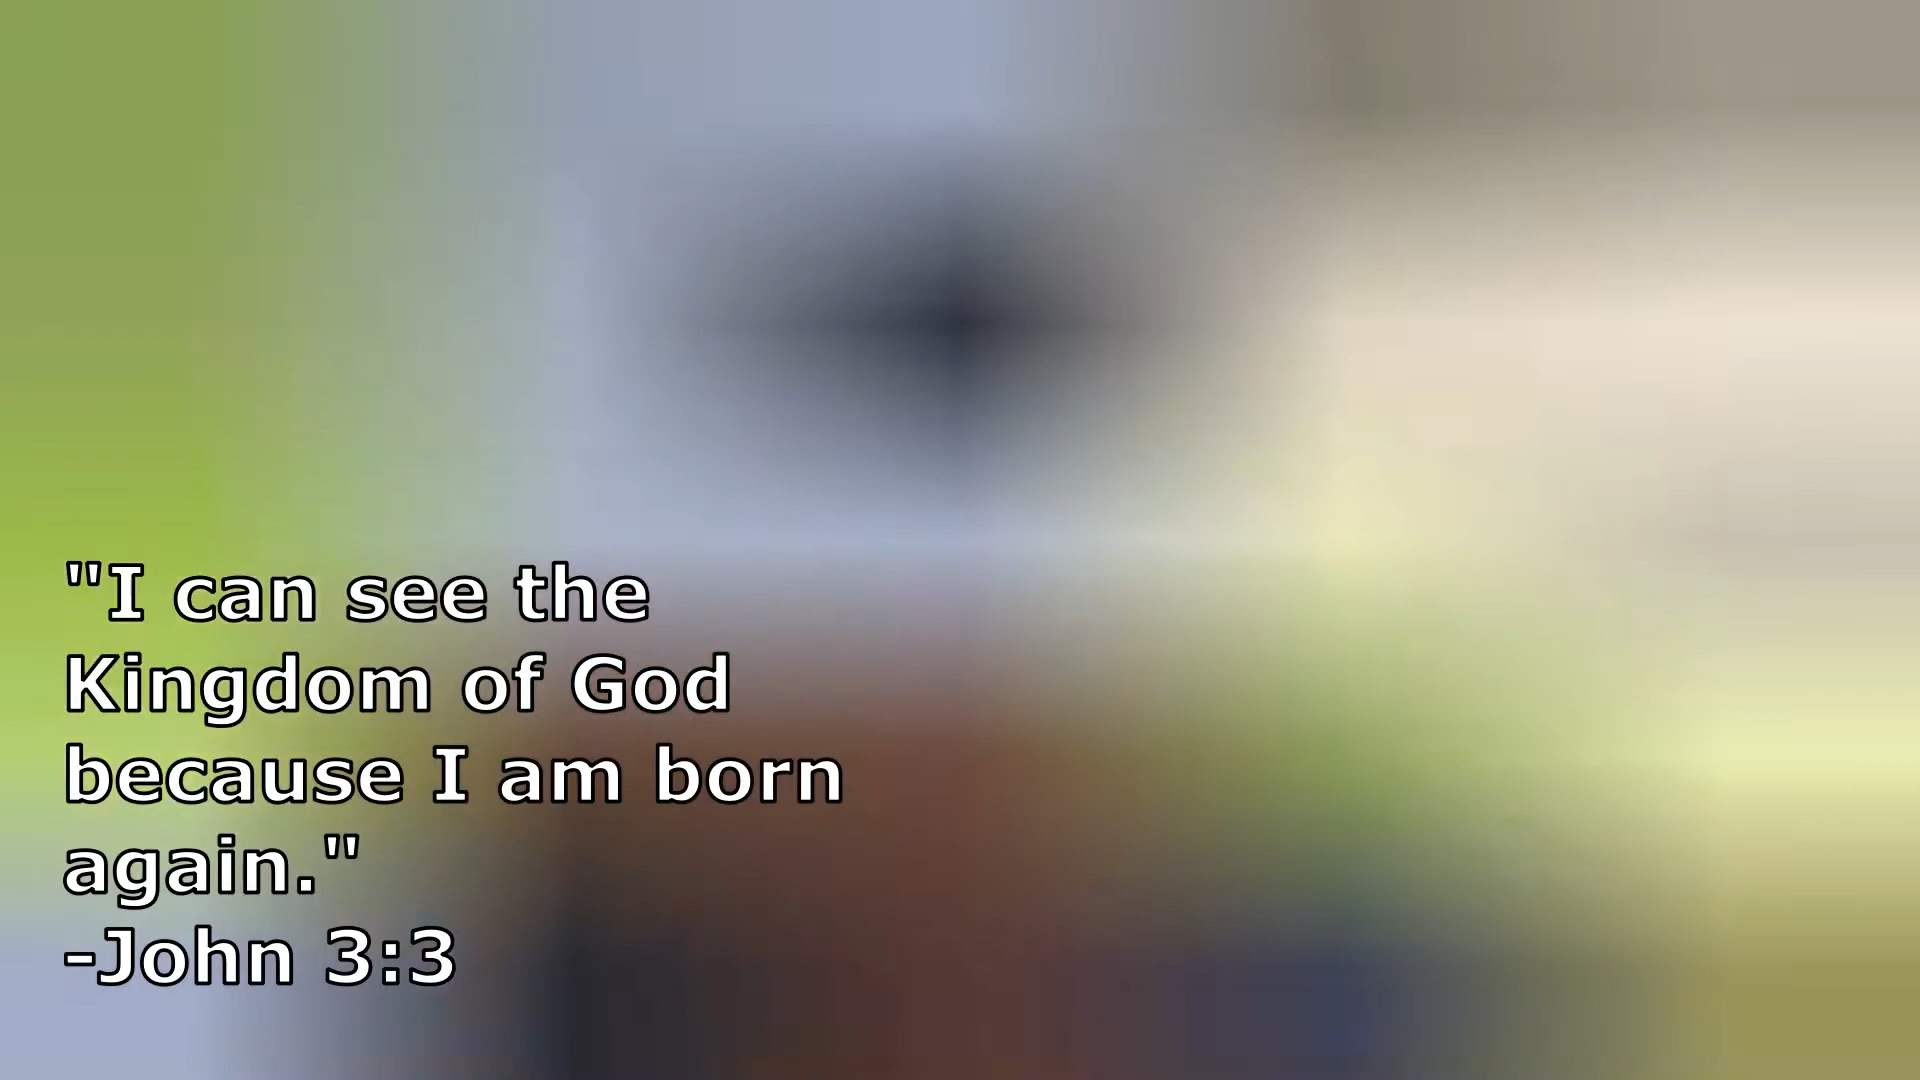 "I can see the
Kingdom of God
because I am born
again."
-John 3:3